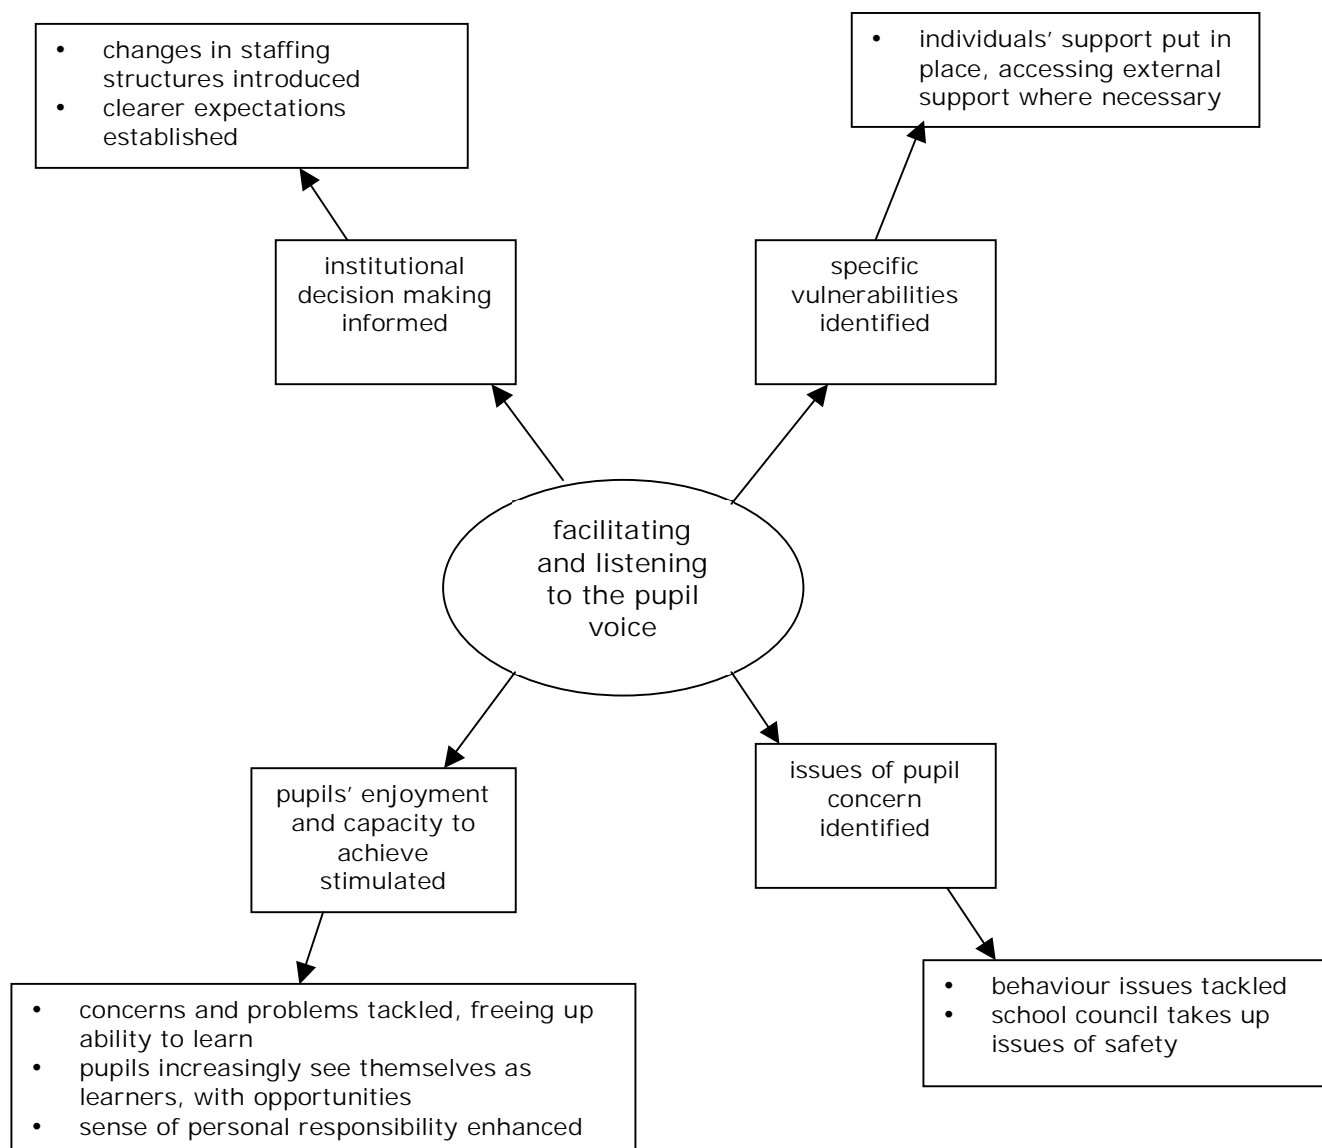 • changes in staffing
structures introduced
• clearer expectations
established
• individuals' support put in
place, accessing external
support where necessary
institutional
decision making
informed
specific
vulnerabilities
identified
facilitating
and listening
to the pupil
voice
pupils' enjoyment
and capacity to
achieve
stimulated
issues of pupil
concern
identified
• concerns and problems tackled, freeing up
ability to learn
• pupils increasingly see themselves as
learners, with opportunities
• sense of personal responsibility enhanced
• behaviour issues tackled
• school council takes up
issues of safety